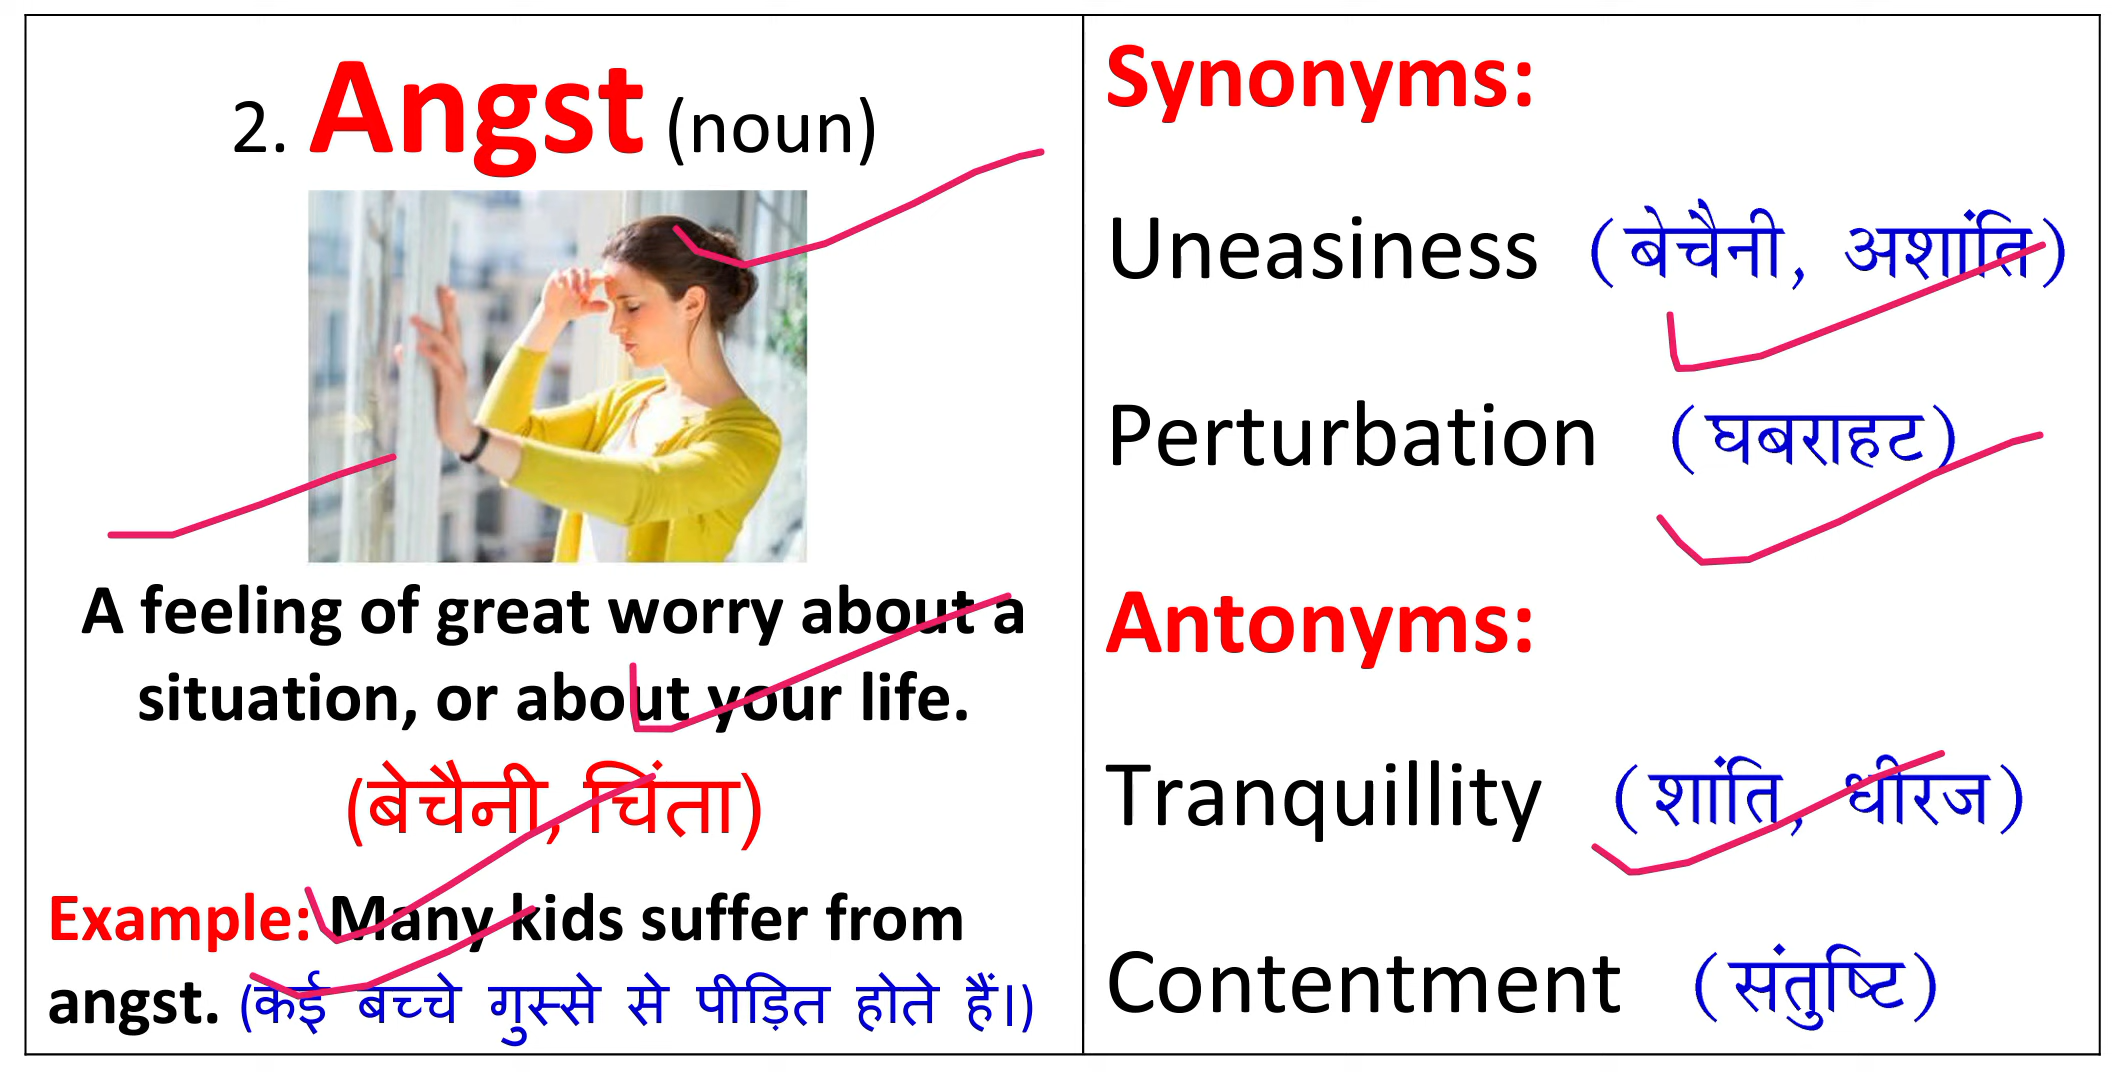 2. Angst (noun)
A feeling of great worry about a
situation, or about your life.
(बेचैनी, चिंता)
Example: Many kids suffer from
angst. (कई बच्चे गुस्से से पीड़ित होते हैं।)
Synonyms:
Uneasiness (बेचैनी, अशांति)
Perturbation (घबराहट)
Antonyms:
Tranquillity (शांति, धीरज)
Contentment (संतुष्टि)